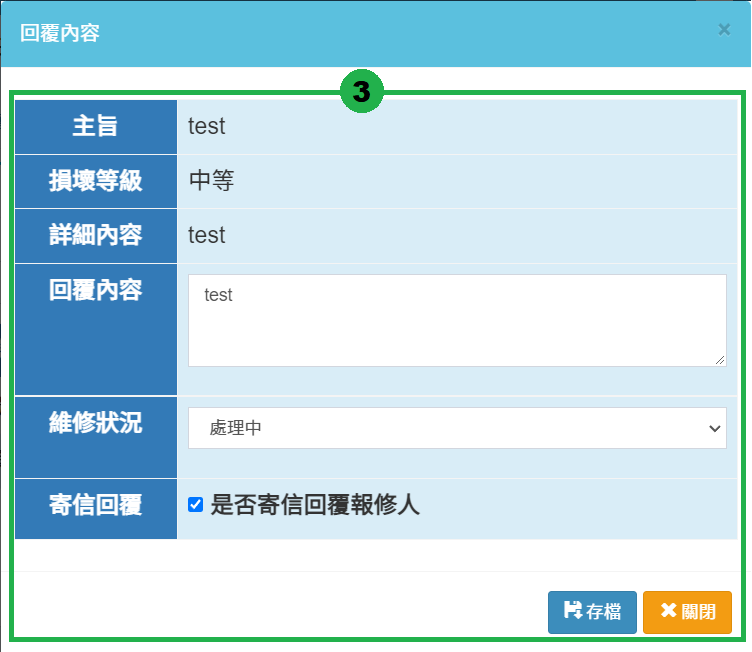 回覆內容 ×
3
主旨 test
損壞等級 中等
詳細內容 test
回覆內容 test
維修狀況 處理中
寄信回覆 是否寄信回覆報修人
存檔 關閉